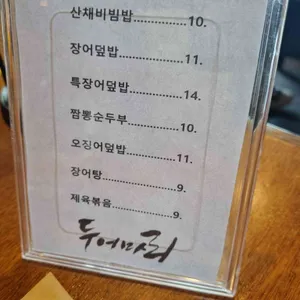 산채비빔밥..............10.
장어덮밥..................11.
특장어덮밥..............14.
짬뽕순두부..............10.
오징어덮밥..............11.
장어탕......................9.
제육볶음..................9.
두어마리